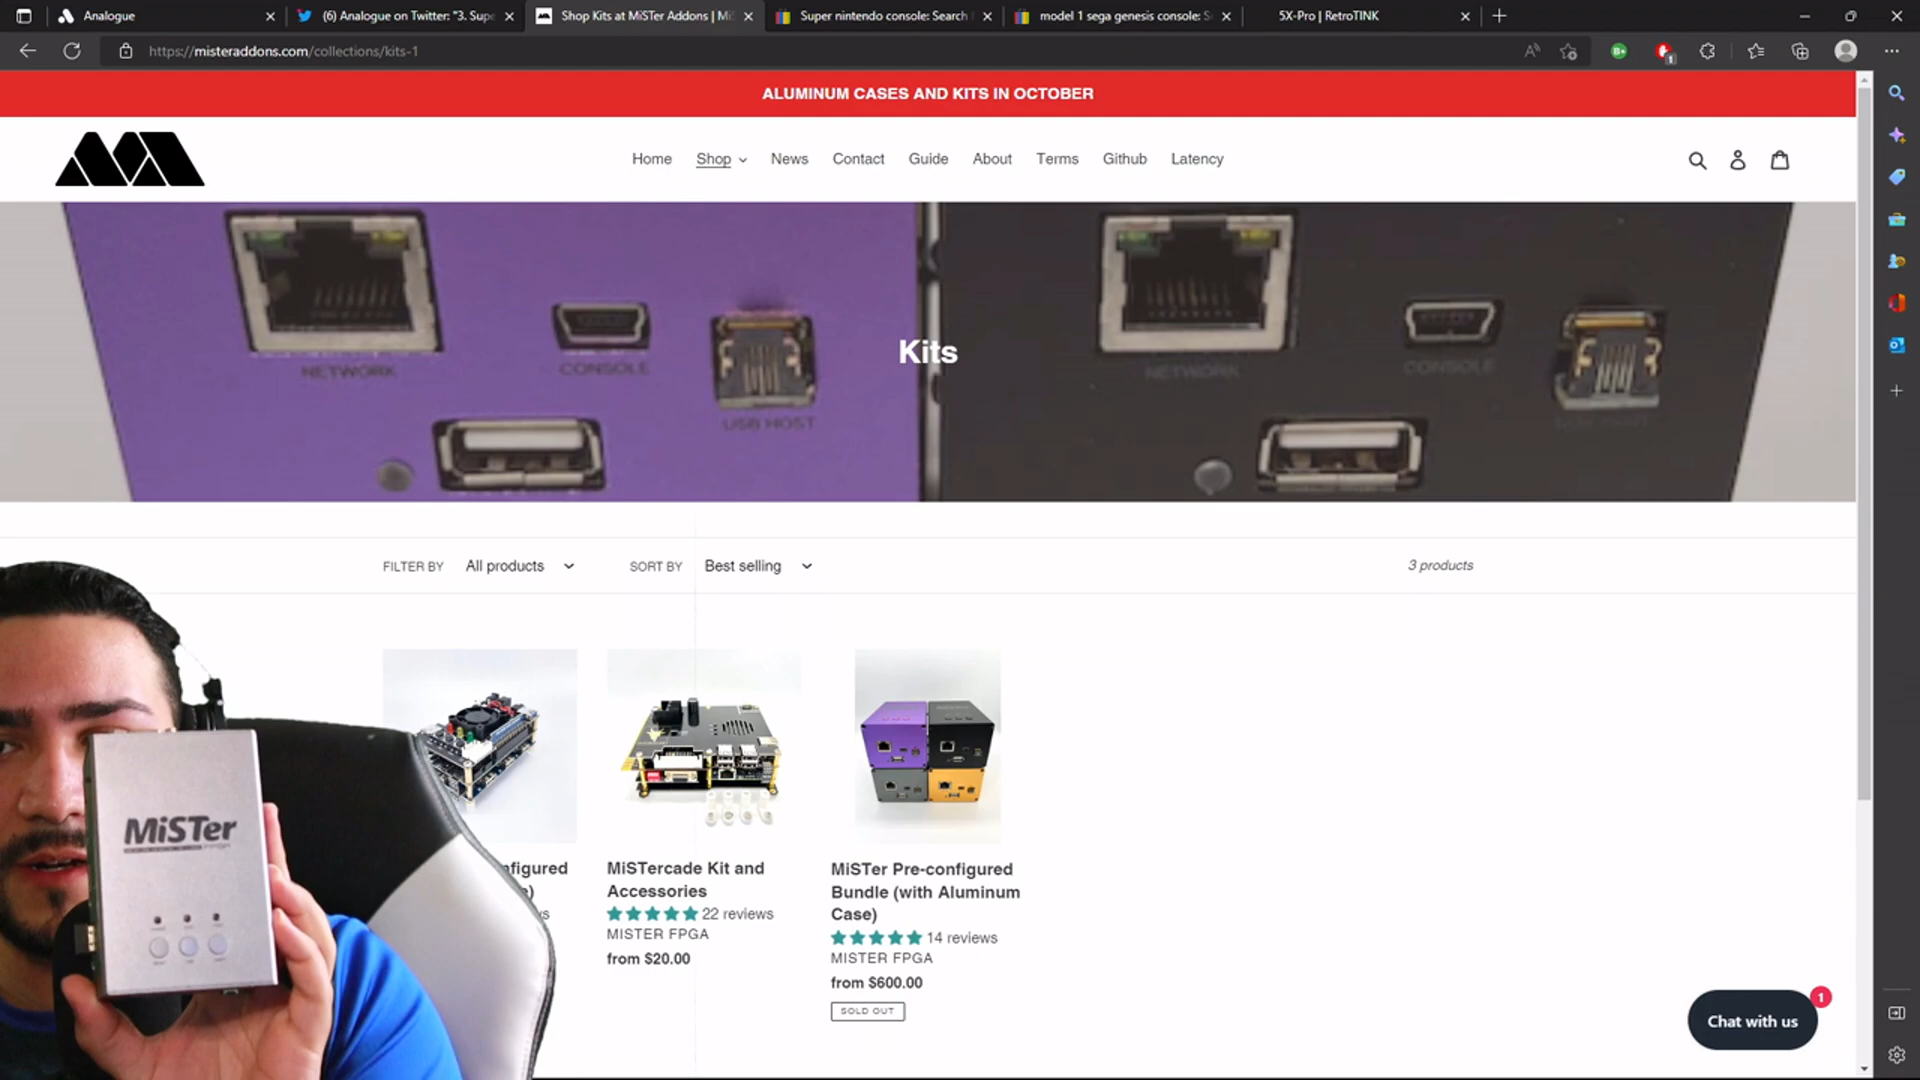 Analogue
(6) Analogue on Twitter: "3. Supe
Shop Kits at MiSTer Addons | Mi
Super nintendo console: Search
model 1 sega genesis console: S
5X-Pro | RetroTINK
https://misteraddons.com/collections/kits-1
ALUMINUM CASES AND KITS IN OCTOBER
Home
Shop
News
Contact
Guide
About
Terms
Github
Latency
NETWORK
CONSOLE
USB HOST
NETWORK
CONSOLE
Kits
FILTER BY
All products
SORT BY
Best selling
3 products
MiSTer
nfigured
e)
ws
MiSTercade Kit and
Accessories
22 reviews
MISTER FPGA
from $20.00
MiSTer Pre-configured
Bundle (with Aluminum
Case)
14 reviews
MISTER FPGA
from $600.00
SOLD OUT
1
Chat with us